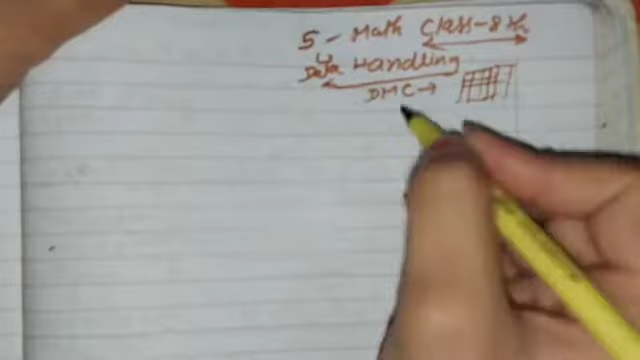 5 - Math Class-8th
Data Handling
DMC →